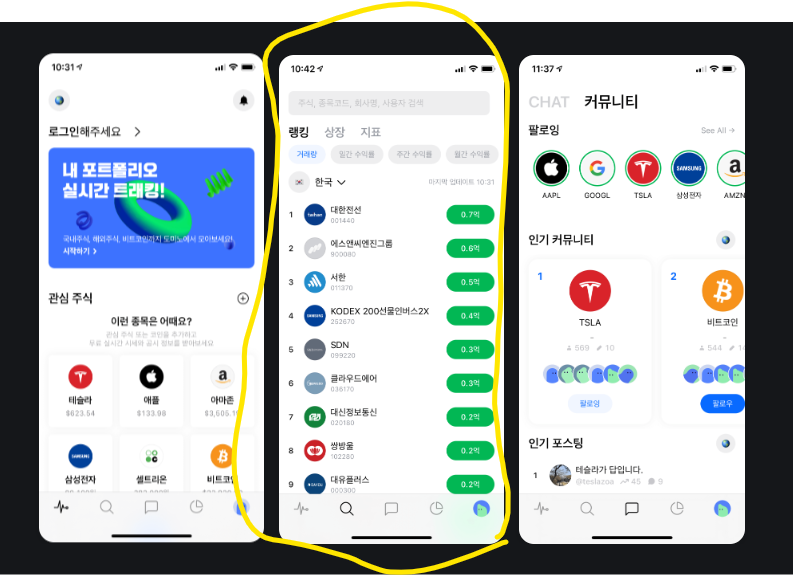 10:31
로그인해주세요 >
내 포트폴리오
실시간 트래킹!
국내주식, 해외주식, 비트코인까지 도미노에서 모아보세요!
시작하기 >
관심 주식
이런 종목은 어때요?
관심 주식 또는 코인을 추가하고
무료 실시간 시세와 공시 정보를 받아보세요
테슬라 애플 아마존
$623.54 $133.98
a
삼성전자 셀트리온 비트코인
10:42
주식, 종목코드, 회사명, 사용자 검색
랭킹 상장 지표
거래량 일간 수익률 주간 수익률 월간 수익률
한국 마지막 업데이트 10:31
1 대한전선 0.7억
001440
2 에스앤씨엔진그룹 0.6억
900080
3 서한 0.5억
011370
4 SAMSUNG KODEX 200선물인버스2X 0.4억
252670
5 SDN 0.3억
099220
6 클라우드에어 0.3억
036170
7 대신정보통신 0.2억
020180
8 쌍방울 0.2억
102280
9 대유플러스 0.2억
000300
11:37
CHAT 커뮤니티
팔로잉 See All →
G SAMSUNG a
AAPL GOOGL TSLA 삼성전자 AMZN
인기 커뮤니티
1 2
TSLA 비트코인
- -
569 10 544
팔로잉 팔로우
인기 포스팅
1 테슬라가 답입니다.
@teslazoa 45 9